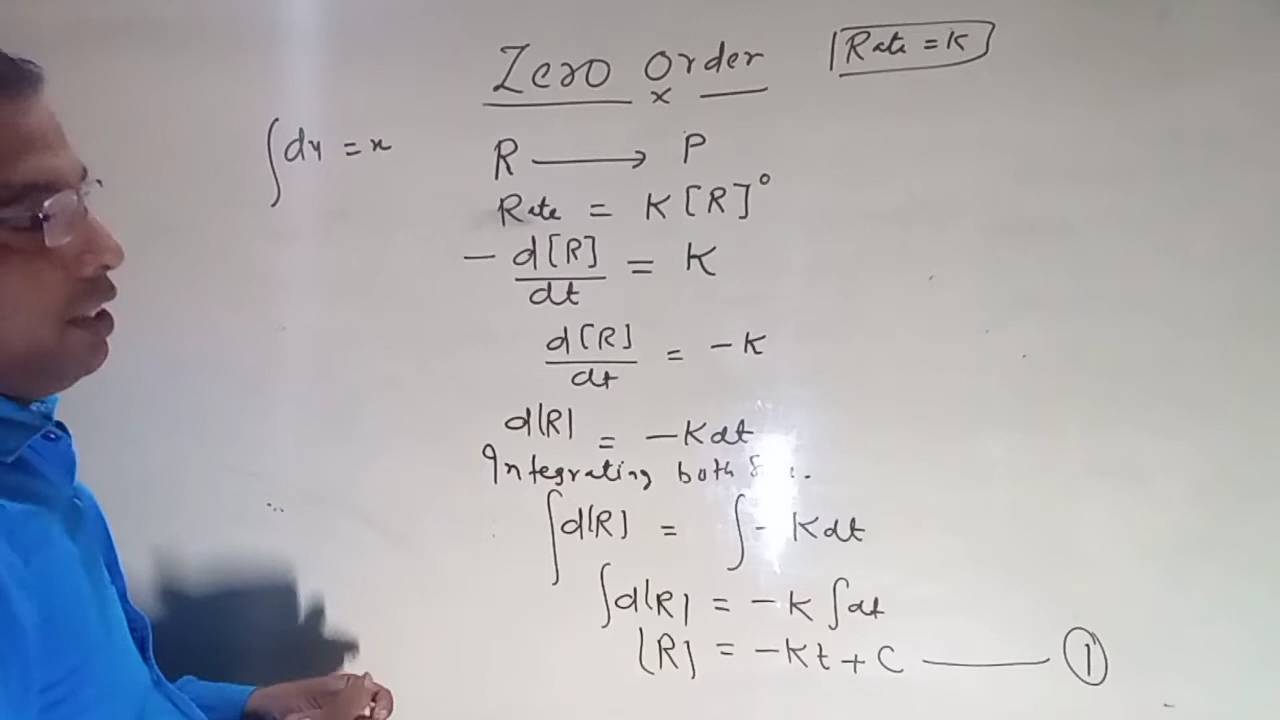 Zero Order
Rate = K
∫dx = x
R ⟶ P
Rate = K[R]°
- d[R]/dt = K
d[R]/dt = -K
d[R] = -Kdt
Integrating both
∫d[R] = ∫- Kdt
∫d[R] = -K ∫dt
[R] = -Kt + C ——— ①